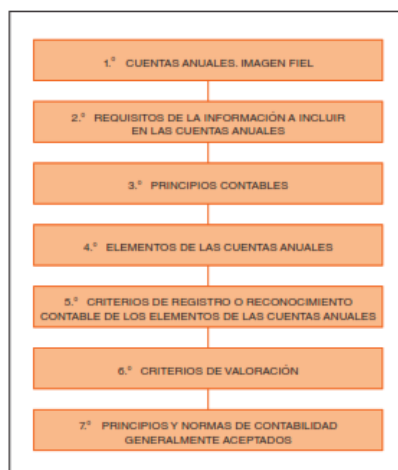 1.º CUENTAS ANUALES. IMAGEN FIEL
2.º REQUISITOS DE LA INFORMACIÓN A INCLUIR
EN LAS CUENTAS ANUALES
3.º PRINCIPIOS CONTABLES
4.º ELEMENTOS DE LAS CUENTAS ANUALES
5.º CRITERIOS DE REGISTRO O RECONOCIMIENTO
CONTABLE DE LOS ELEMENTOS DE LAS CUENTAS ANUALES
6.º CRITERIOS DE VALORACIÓN
7.º PRINCIPIOS Y NORMAS DE CONTABILIDAD
GENERALMENTE ACEPTADOS